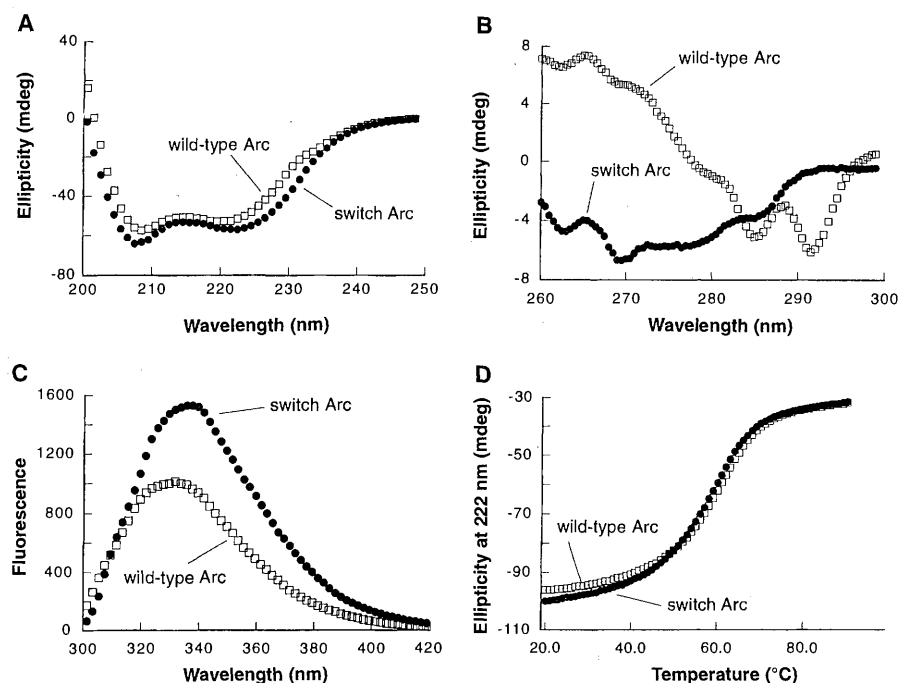 A
40
0
-40
-80
Ellipticity (mdeg)
wild-type Arc
switch Arc
200 210 220 230 240 250
Wavelength (nm)
B
8
4
0
-4
-8
Ellipticity (mdeg)
wild-type Arc
switch Arc
260 270 280 290 300
Wavelength (nm)
C
1600
1200
800
400
0
Fluorescence
switch Arc
wild-type Arc
300 320 340 360 380 400 420
Wavelength (nm)
D
-30
-50
-70
-90
-110
Ellipticity at 222 nm (mdeg)
wild-type Arc
switch Arc
20.0 40.0 60.0 80.0
Temperature (°C)